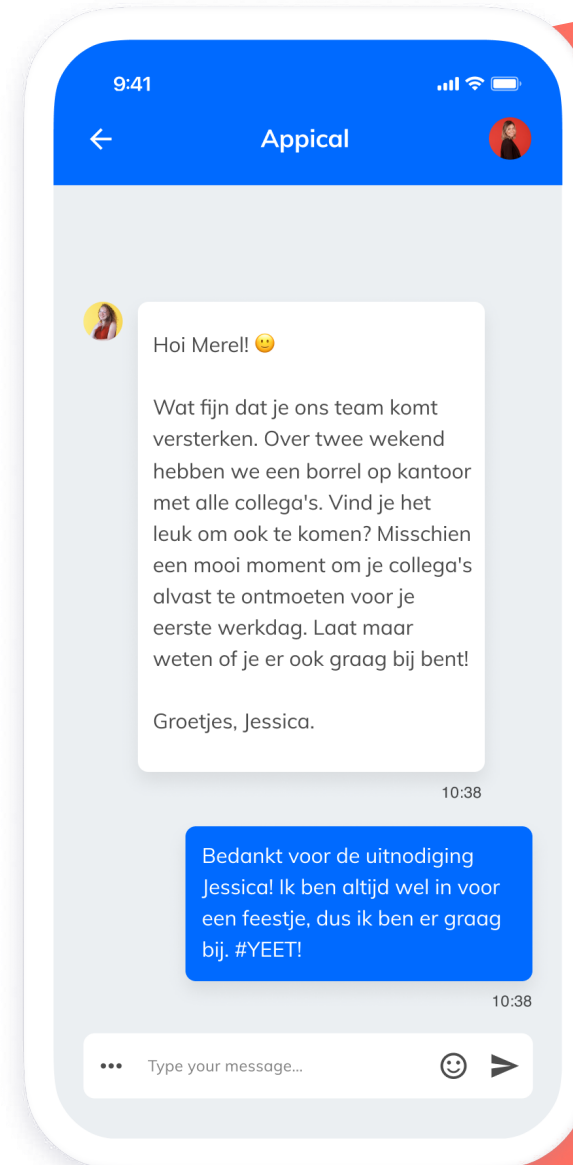 9:41
Appical
Hoi Merel! 🙂
Wat fijn dat je ons team komt
versterken. Over twee wekend
hebben we een borrel op kantoor
met alle collega's. Vind je het
leuk om ook te komen? Misschien
een mooi moment om je collega's
alvast te ontmoeten voor je
eerste werkdag. Laat maar
weten of je er ook graag bij bent!
Groetjes, Jessica.
10:38
Bedankt voor de uitnodiging
Jessica! Ik ben altijd wel in voor
een feestje, dus ik ben er graag
bij. #YEET!
10:38
Type your message...